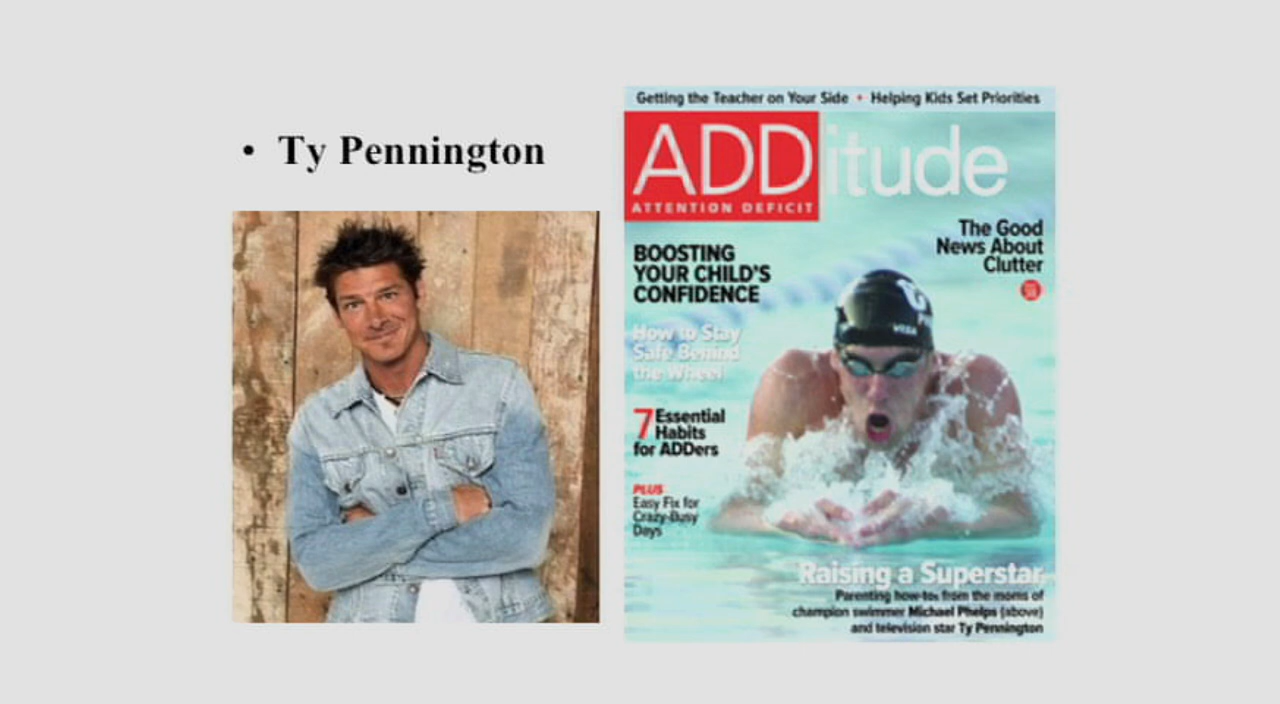 • Ty Pennington
Getting the Teacher on Your Side + Helping Kids Set Priorities
ADDitude
ATTENTION DEFICIT
The Good
News About
Clutter
BOOSTING
YOUR CHILD'S
CONFIDENCE
How to Stay
Safe Behind
the Wheel
VISA
7 Essential
Habits
for ADDers
PLUS
Easy Fix for
Crazy-Busy
Days
Raising a Superstar
Parenting how-tos from the moms of
champion swimmer Michael Phelps (above)
and television star Ty Pennington